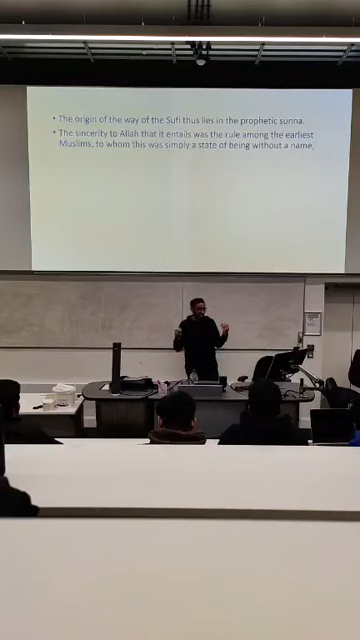 • The origin of the way of the Sufi thus lies in the prophetic sunna.
• The sincerity to Allah that it entails was the rule among the earliest
Muslims, to whom this was simply a state of being without a name,